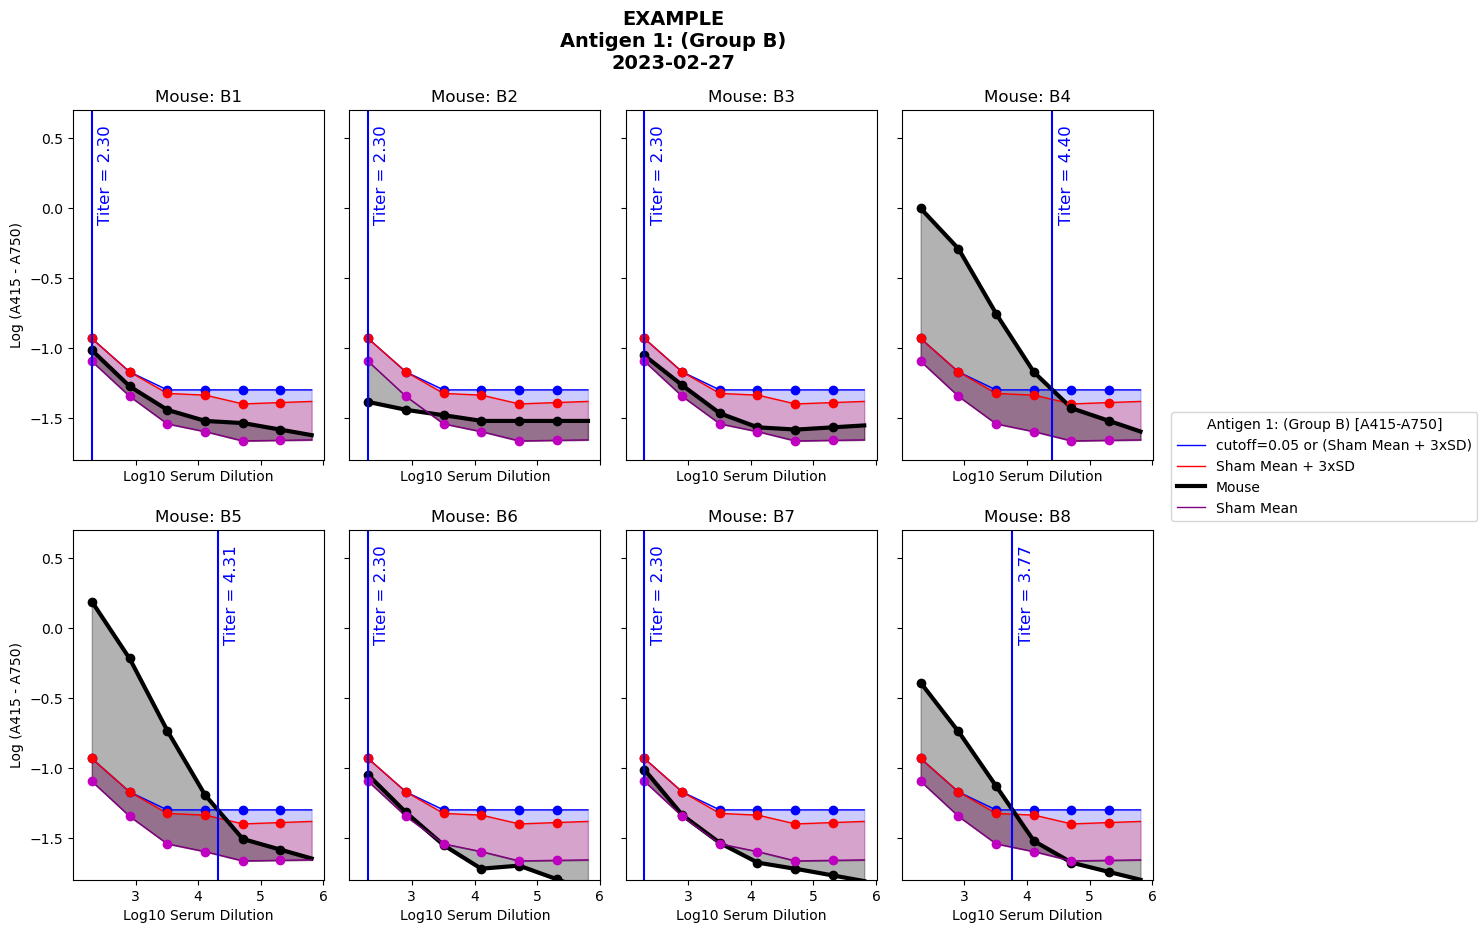 EXAMPLE
Antigen 1: (Group B)
2023-02-27
Mouse: B1
Mouse: B2
Mouse: B3
Mouse: B4
Titer = 2.30
Titer = 2.30
Titer = 2.30
Titer = 4.40
0.5
0.0
−0.5
−1.0
−1.5
Log (A415 - A750)
Log10 Serum Dilution
Log10 Serum Dilution
Log10 Serum Dilution
Log10 Serum Dilution
Antigen 1: (Group B) [A415-A750]
cutoff=0.05 or (Sham Mean + 3xSD)
Sham Mean + 3xSD
Mouse
Sham Mean
Mouse: B5
Mouse: B6
Mouse: B7
Mouse: B8
Titer = 4.31
Titer = 2.30
Titer = 2.30
Titer = 3.77
0.5
0.0
−0.5
−1.0
−1.5
Log (A415 - A750)
3 4 5 6
3 4 5 6
3 4 5 6
3 4 5 6
Log10 Serum Dilution
Log10 Serum Dilution
Log10 Serum Dilution
Log10 Serum Dilution